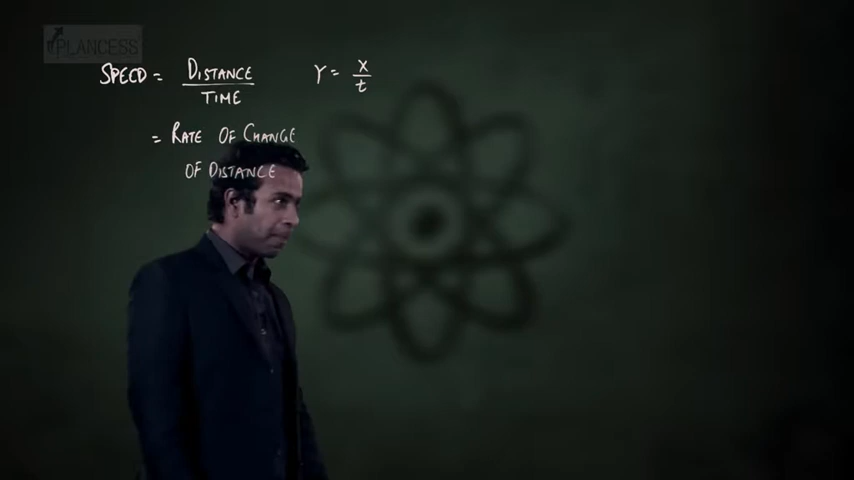 PLANCESS
SPEED = DISTANCE / TIME
Y = X / t
= RATE OF CHANGE
OF DISTANCE